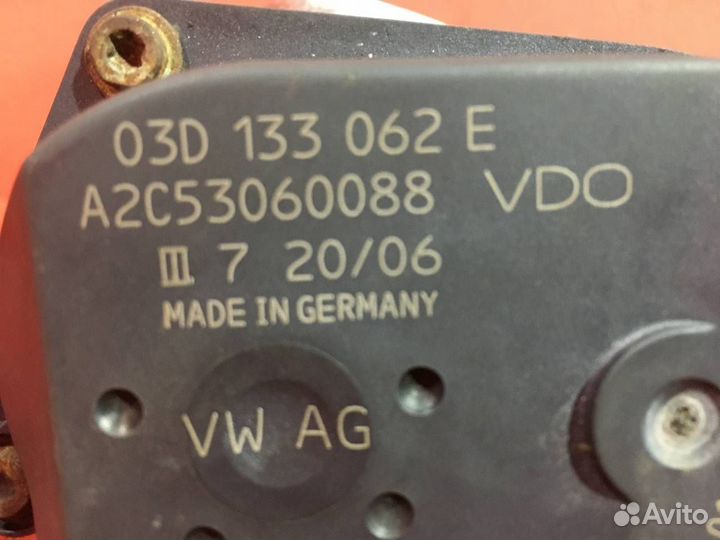 03D 133 062 E
A2C53060088 VDO
III 7 20/06
MADE IN GERMANY
VW AG
Avito